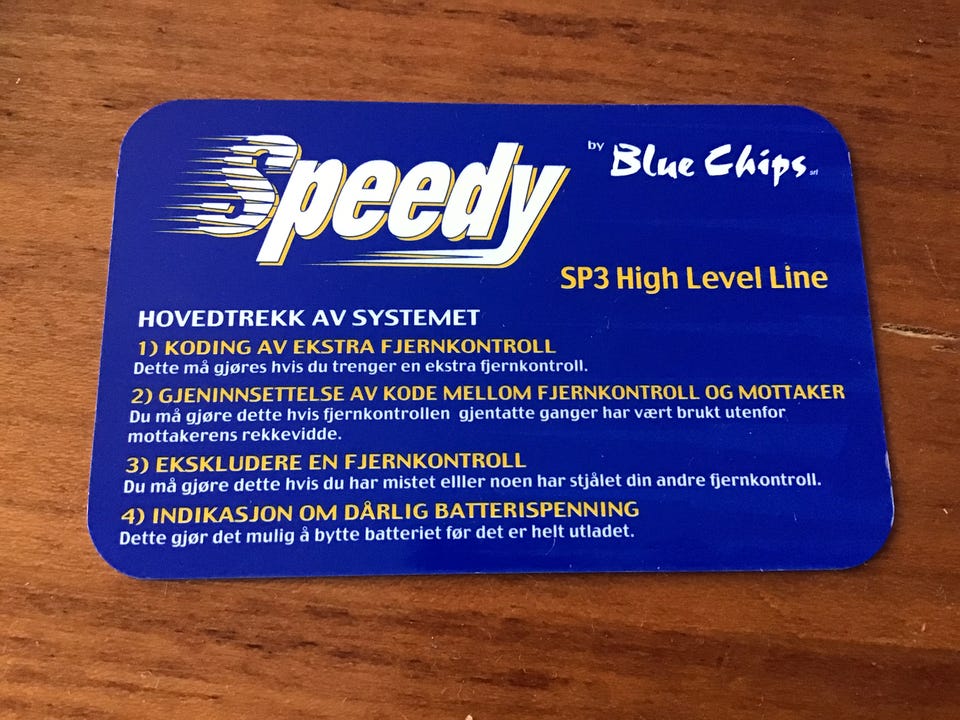 Speedy
by Blue Chips srl
SP3 High Level Line
HOVEDTREKK AV SYSTEMET
1) KODING AV EKSTRA FJERNKONTROLL
Dette må gjøres hvis du trenger en ekstra fjernkontroll.
2) GJENINNSETTELSE AV KODE MELLOM FJERNKONTROLL OG MOTTAKER
Du må gjøre dette hvis fjernkontrollen gjentatte ganger har vært brukt utenfor
mottakerens rekkevidde.
3) EKSKLUDERE EN FJERNKONTROLL
Du må gjøre dette hvis du har mistet elller noen har stjålet din andre fjernkontroll.
4) INDIKASJON OM DÅRLIG BATTERISPENNING
Dette gjør det mulig å bytte batteriet før det er helt utladet.